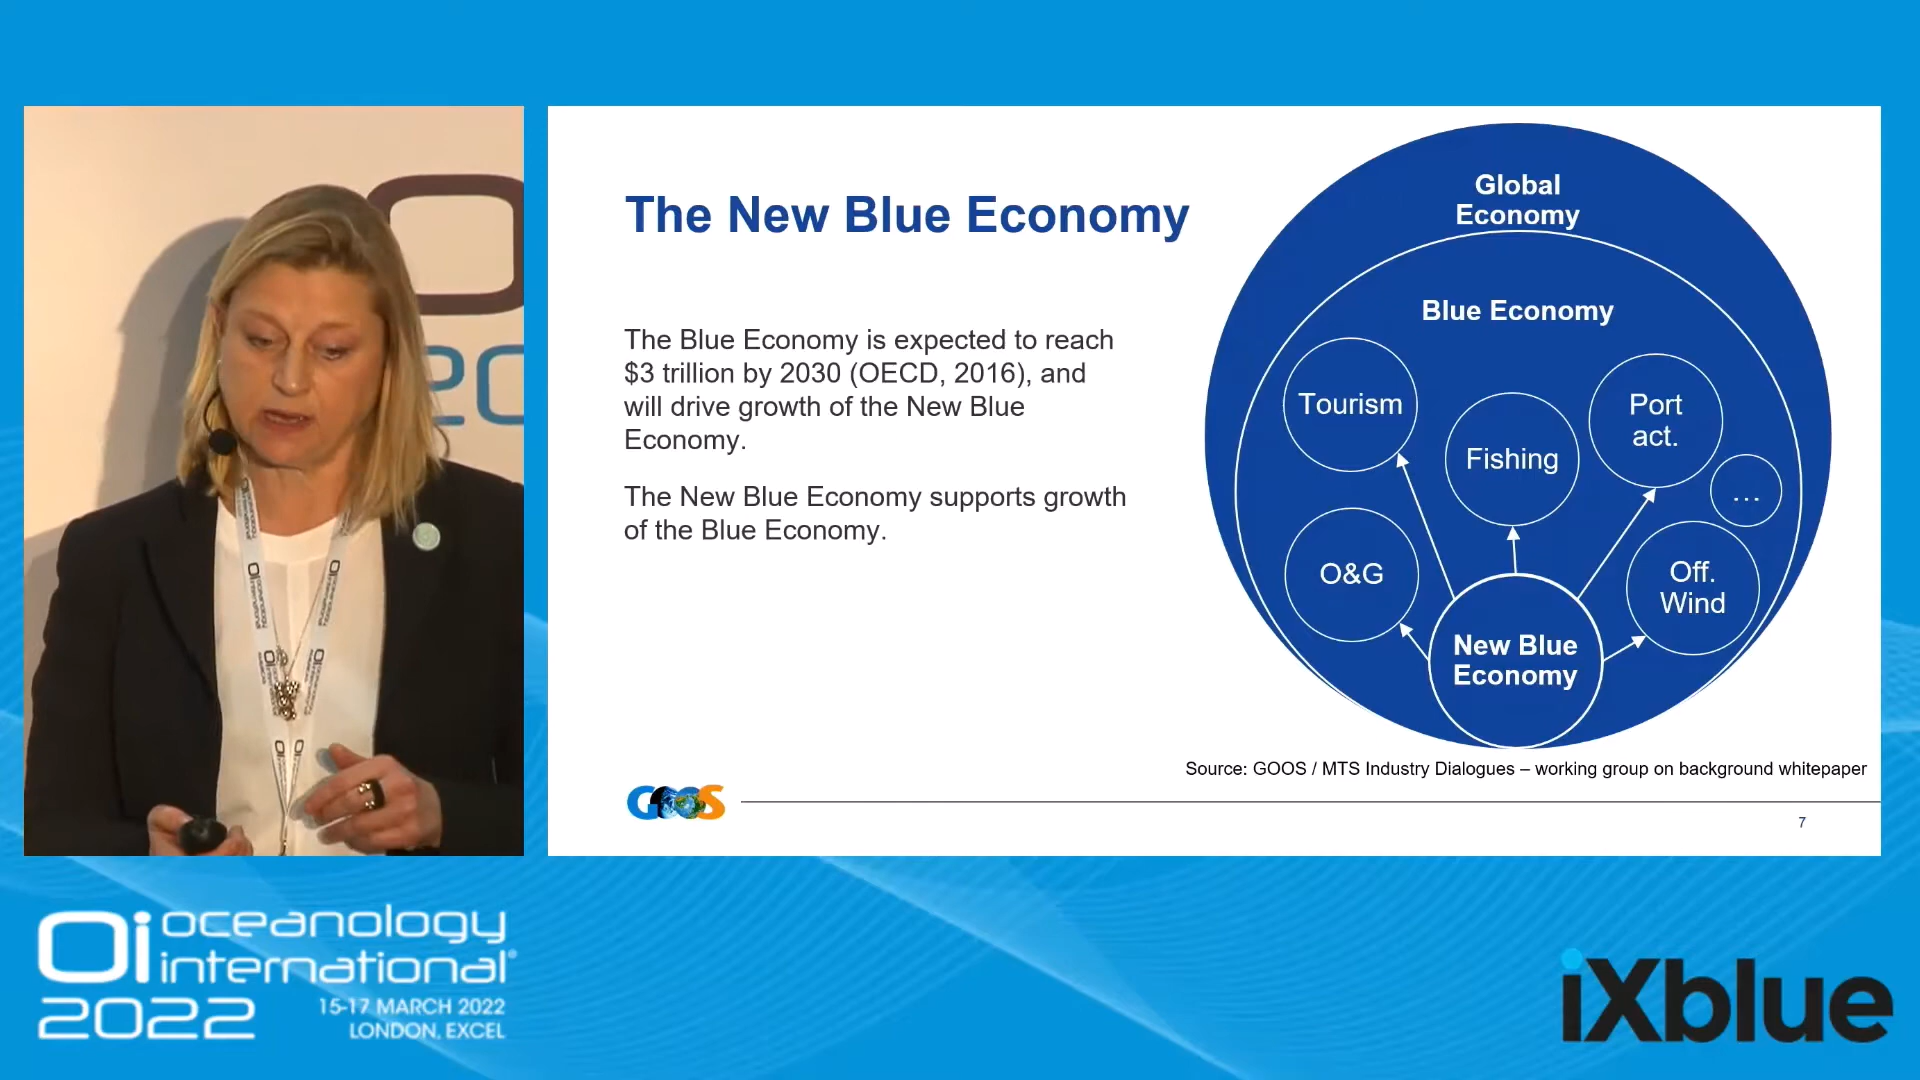 The New Blue Economy
The Blue Economy is expected to reach
$3 trillion by 2030 (OECD, 2016), and
will drive growth of the New Blue
Economy.
The New Blue Economy supports growth
of the Blue Economy.
Global
Economy
Blue Economy
Tourism
Fishing
Port
act.
...
O&G
Off.
Wind
New Blue
Economy
Source: GOOS / MTS Industry Dialogues – working group on background whitepaper
GOOS
7
Oi oceanology
international®
2022
15-17 MARCH 2022
LONDON, EXCEL
iXblue